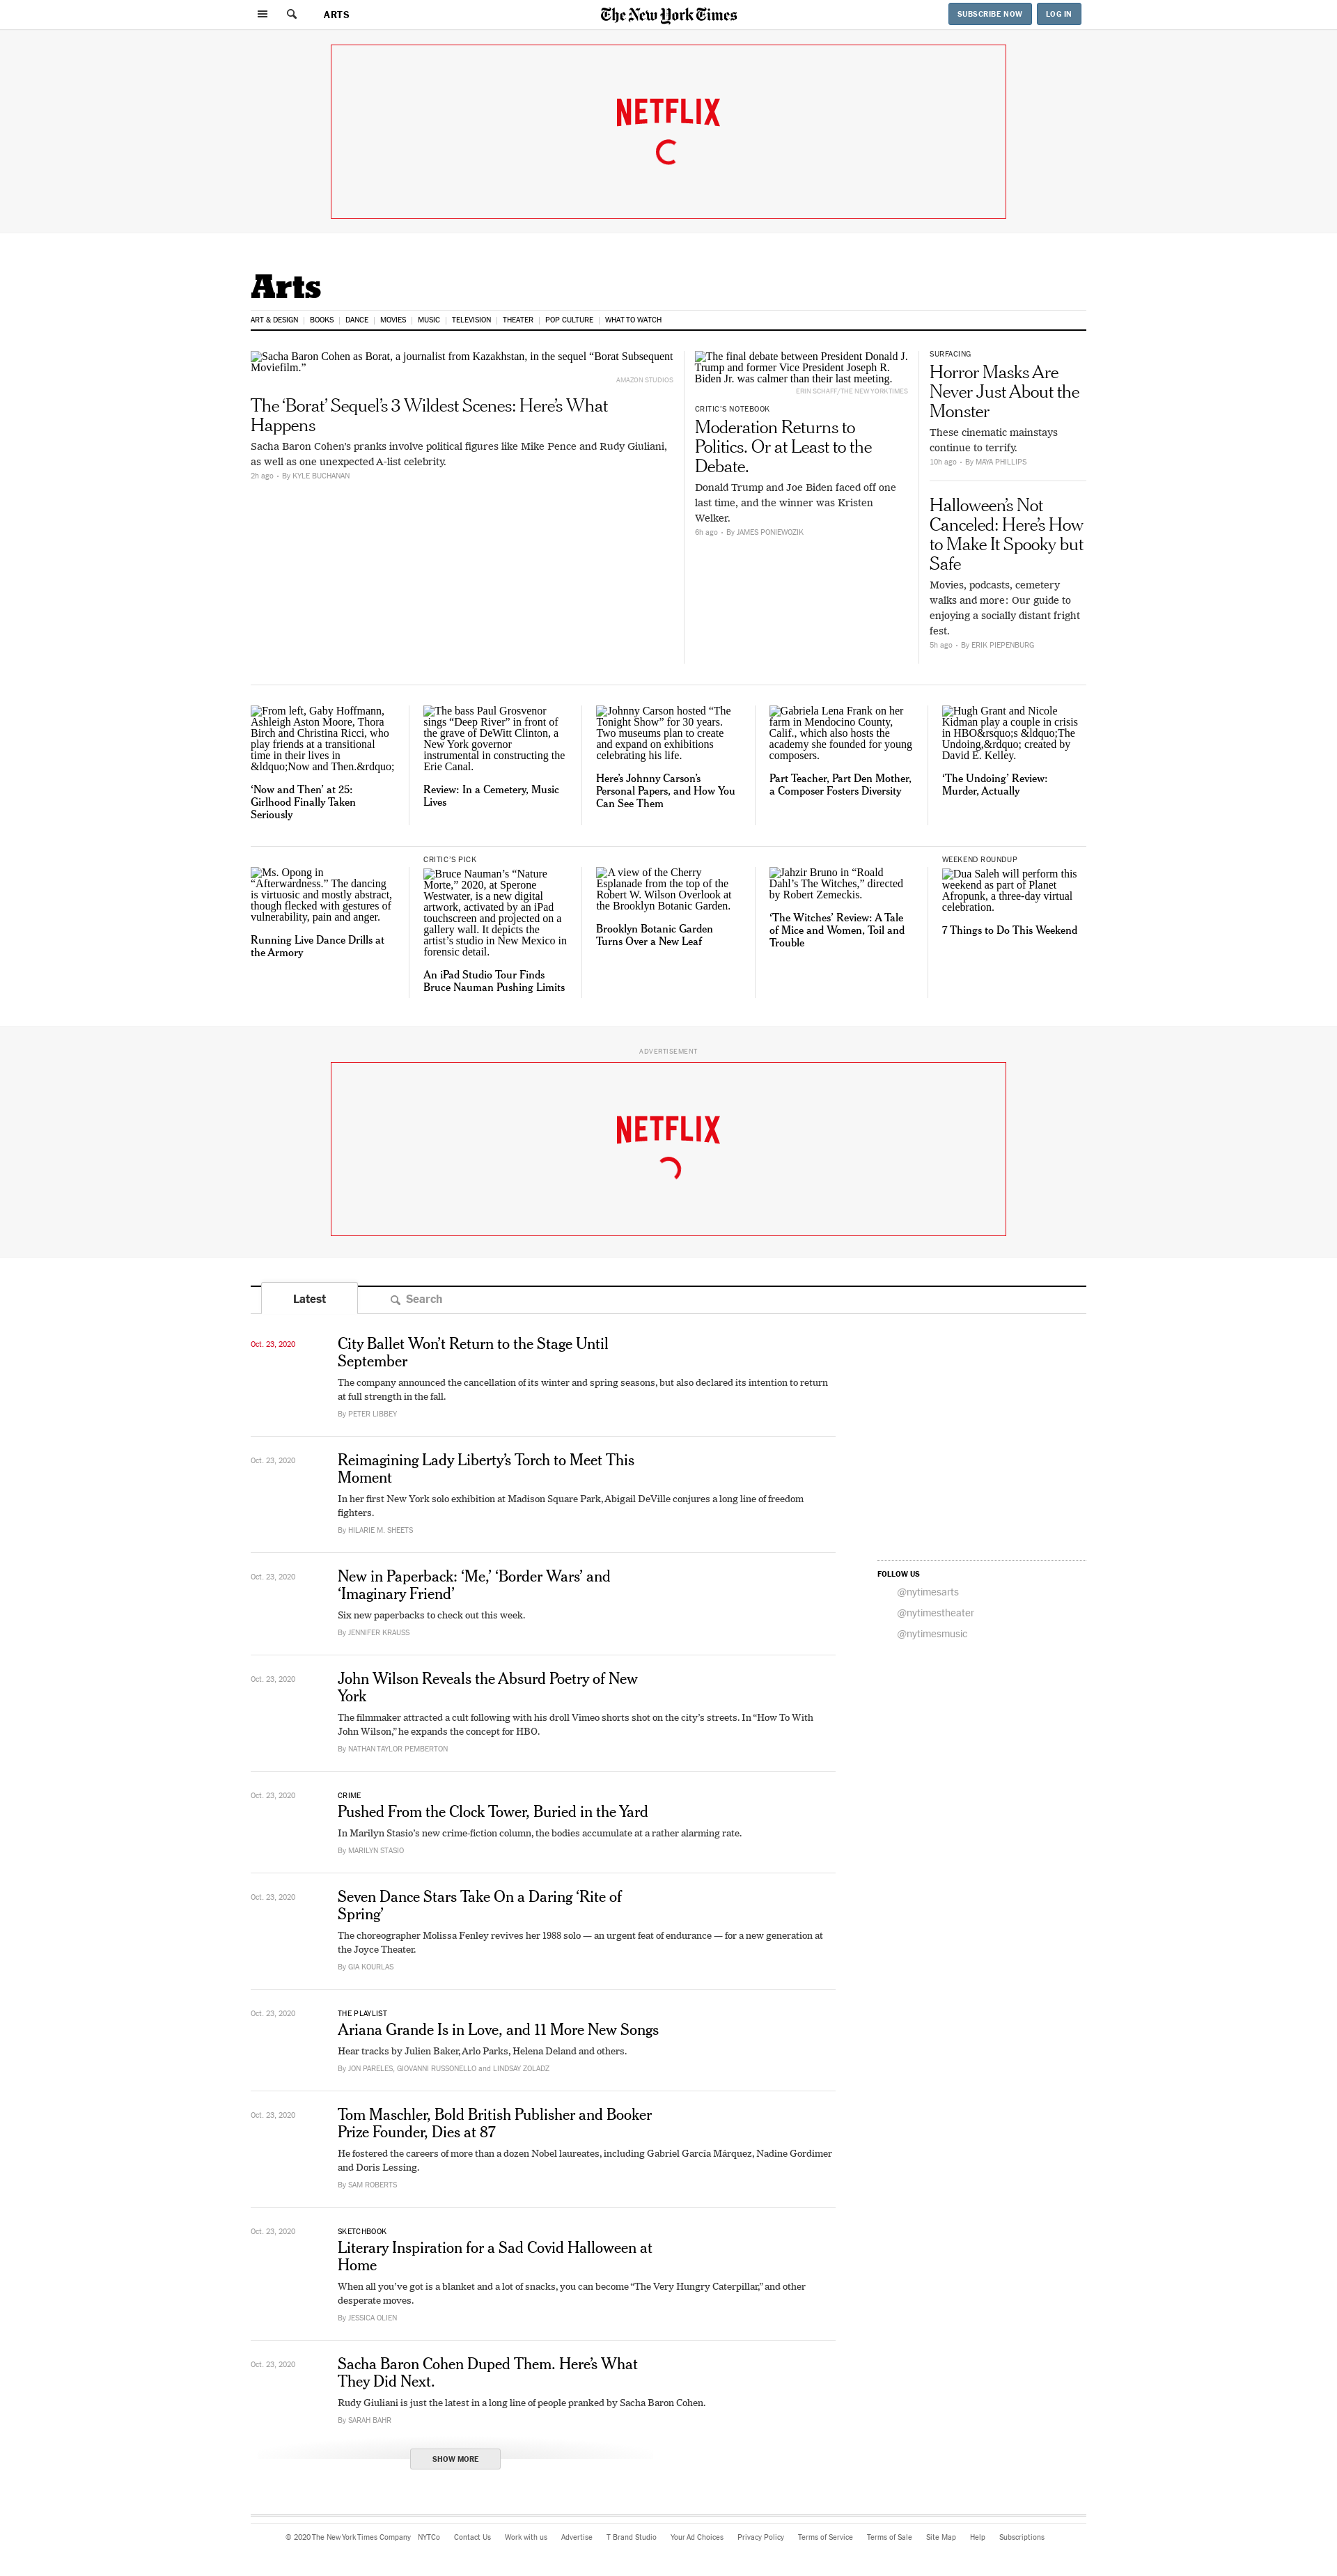 ARTS
The New York Times
SUBSCRIBE NOW
LOG IN
NETFLIX
Arts
ART & DESIGN
BOOKS
DANCE
MOVIES
MUSIC
TELEVISION
THEATER
POP CULTURE
WHAT TO WATCH
Sacha Baron Cohen as Borat, a journalist from Kazakhstan, in the sequel “Borat Subsequent
Moviefilm.”
AMAZON STUDIOS
The ‘Borat’ Sequel’s 3 Wildest Scenes: Here’s What
Happens
Sacha Baron Cohen’s pranks involve political figures like Mike Pence and Rudy Giuliani,
as well as one unexpected A-list celebrity.
2h ago • By KYLE BUCHANAN
The final debate between President Donald J.
Trump and former Vice President Joseph R.
Biden Jr. was calmer than their last meeting.
ERIN SCHAFF/THE NEW YORK TIMES
CRITIC’S NOTEBOOK
Moderation Returns to
Politics. Or at Least to the
Debate.
Donald Trump and Joe Biden faced off one
last time, and the winner was Kristen
Welker.
6h ago • By JAMES PONIEWOZIK
SURFACING
Horror Masks Are
Never Just About the
Monster
These cinematic mainstays
continue to terrify.
10h ago • By MAYA PHILLIPS
Halloween’s Not
Canceled: Here’s How
to Make It Spooky but
Safe
Movies, podcasts, cemetery
walks and more: Our guide to
enjoying a socially distant fright
fest.
5h ago • By ERIK PIEPENBURG
From left, Gaby Hoffmann,
Ashleigh Aston Moore, Thora
Birch and Christina Ricci, who
play friends at a transitional
time in their lives in
&ldquo;Now and Then.&rdquo;
‘Now and Then’ at 25:
Girlhood Finally Taken
Seriously
The bass Paul Grosvenor
sings “Deep River” in front of
the grave of DeWitt Clinton, a
New York governor
instrumental in constructing the
Erie Canal.
Review: In a Cemetery, Music
Lives
Johnny Carson hosted “The
Tonight Show” for 30 years.
Two museums plan to create
and expand on exhibitions
celebrating his life.
Here’s Johnny Carson’s
Personal Papers, and How You
Can See Them
Gabriela Lena Frank on her
farm in Mendocino County,
Calif., which also hosts the
academy she founded for young
composers.
Part Teacher, Part Den Mother,
a Composer Fosters Diversity
Hugh Grant and Nicole
Kidman play a couple in crisis
in HBO&rsquo;s &ldquo;The
Undoing,&rdquo; created by
David E. Kelley.
‘The Undoing’ Review:
Murder, Actually
Ms. Opong in
“Afterwardness.” The dancing
is virtuosic and mostly abstract,
though flecked with gestures of
vulnerability, pain and anger.
Running Live Dance Drills at
the Armory
CRITIC’S PICK
Bruce Nauman’s “Nature
Morte,” 2020, at Sperone
Westwater, is a new digital
artwork, activated by an iPad
touchscreen and projected on a
gallery wall. It depicts the
artist’s studio in New Mexico in
forensic detail.
An iPad Studio Tour Finds
Bruce Nauman Pushing Limits
A view of the Cherry
Esplanade from the top of the
Robert W. Wilson Overlook at
the Brooklyn Botanic Garden.
Brooklyn Botanic Garden
Turns Over a New Leaf
Jahzir Bruno in “Roald
Dahl’s The Witches,” directed
by Robert Zemeckis.
‘The Witches’ Review: A Tale
of Mice and Women, Toil and
Trouble
WEEKEND ROUNDUP
Dua Saleh will perform this
weekend as part of Planet
Afropunk, a three-day virtual
celebration.
7 Things to Do This Weekend
ADVERTISEMENT
NETFLIX
Latest
Search
Oct. 23, 2020
City Ballet Won’t Return to the Stage Until
September
The company announced the cancellation of its winter and spring seasons, but also declared its intention to return
at full strength in the fall.
By PETER LIBBEY
Oct. 23, 2020
Reimagining Lady Liberty’s Torch to Meet This
Moment
In her first New York solo exhibition at Madison Square Park, Abigail DeVille conjures a long line of freedom
fighters.
By HILARIE M. SHEETS
FOLLOW US
@nytimesarts
@nytimestheater
@nytimesmusic
Oct. 23, 2020
New in Paperback: ‘Me,’ ‘Border Wars’ and
‘Imaginary Friend’
Six new paperbacks to check out this week.
By JENNIFER KRAUSS
Oct. 23, 2020
John Wilson Reveals the Absurd Poetry of New
York
The filmmaker attracted a cult following with his droll Vimeo shorts shot on the city’s streets. In “How To With
John Wilson,” he expands the concept for HBO.
By NATHAN TAYLOR PEMBERTON
Oct. 23, 2020
CRIME
Pushed From the Clock Tower, Buried in the Yard
In Marilyn Stasio’s new crime-fiction column, the bodies accumulate at a rather alarming rate.
By MARILYN STASIO
Oct. 23, 2020
Seven Dance Stars Take On a Daring ‘Rite of
Spring’
The choreographer Molissa Fenley revives her 1988 solo — an urgent feat of endurance — for a new generation at
the Joyce Theater.
By GIA KOURLAS
Oct. 23, 2020
THE PLAYLIST
Ariana Grande Is in Love, and 11 More New Songs
Hear tracks by Julien Baker, Arlo Parks, Helena Deland and others.
By JON PARELES, GIOVANNI RUSSONELLO and LINDSAY ZOLADZ
Oct. 23, 2020
Tom Maschler, Bold British Publisher and Booker
Prize Founder, Dies at 87
He fostered the careers of more than a dozen Nobel laureates, including Gabriel García Márquez, Nadine Gordimer
and Doris Lessing.
By SAM ROBERTS
Oct. 23, 2020
SKETCHBOOK
Literary Inspiration for a Sad Covid Halloween at
Home
When all you’ve got is a blanket and a lot of snacks, you can become “The Very Hungry Caterpillar,” and other
desperate moves.
By JESSICA OLIEN
Oct. 23, 2020
Sacha Baron Cohen Duped Them. Here’s What
They Did Next.
Rudy Giuliani is just the latest in a long line of people pranked by Sacha Baron Cohen.
By SARAH BAHR
SHOW MORE
© 2020 The New York Times Company
NYTCo
Contact Us
Work with us
Advertise
T Brand Studio
Your Ad Choices
Privacy Policy
Terms of Service
Terms of Sale
Site Map
Help
Subscriptions